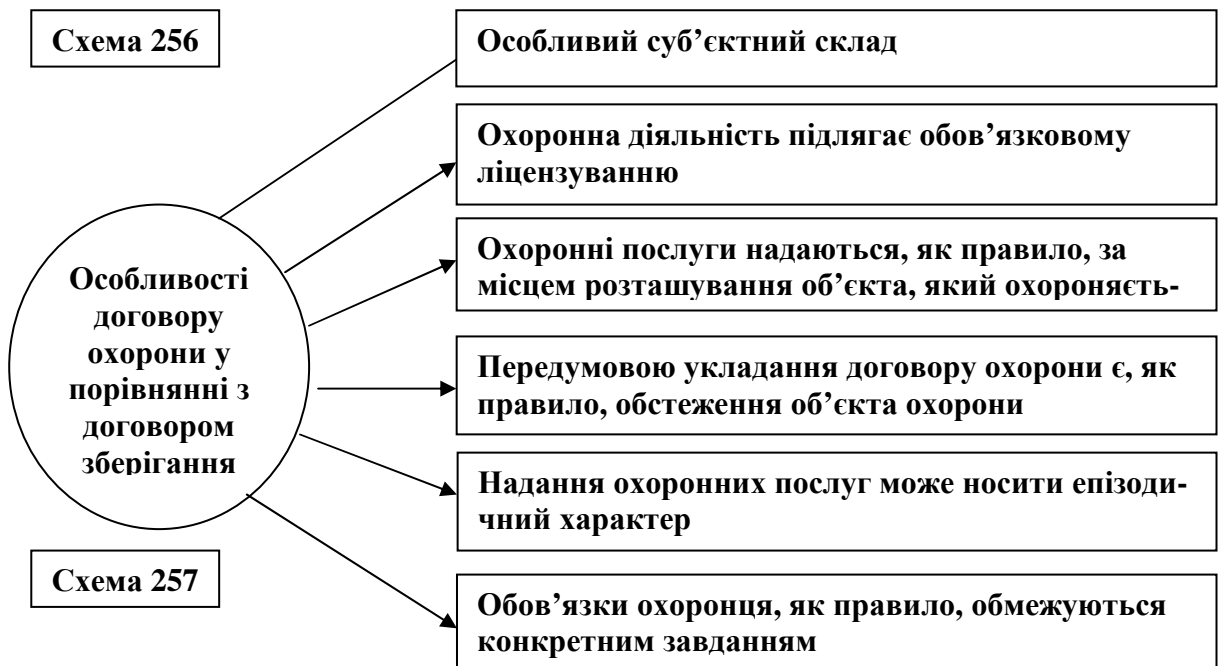 Схема 256
Особливий суб’єктний склад
Охоронна діяльність підлягає обов’язковому
ліцензуванню
Охоронні послуги надаються, як правило, за
місцем розташування об’єкта, який охороняєть-
Особливості
договору
охорони у
порівнянні з
договором
зберігання
Передумовою укладання договору охорони є, як
правило, обстеження об’єкта охорони
Надання охоронних послуг може носити епізоди-
чний характер
Схема 257
Обов’язки охоронця, як правило, обмежуються
конкретним завданням